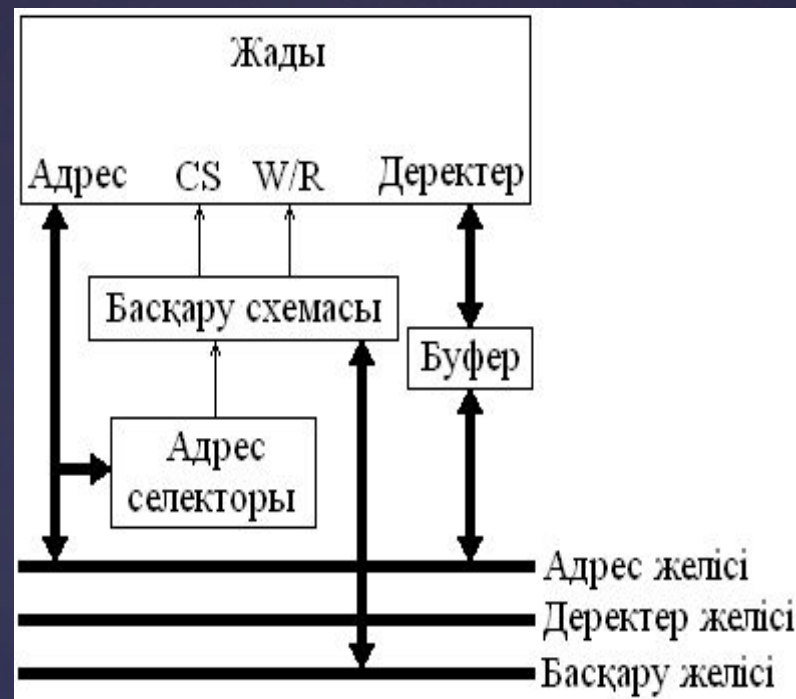 Жады
Адрес CS W/R Деректер
Басқару схемасы
Буфер
Адрес
селекторы
Адрес желісі
Деректер желісі
Басқару желісі